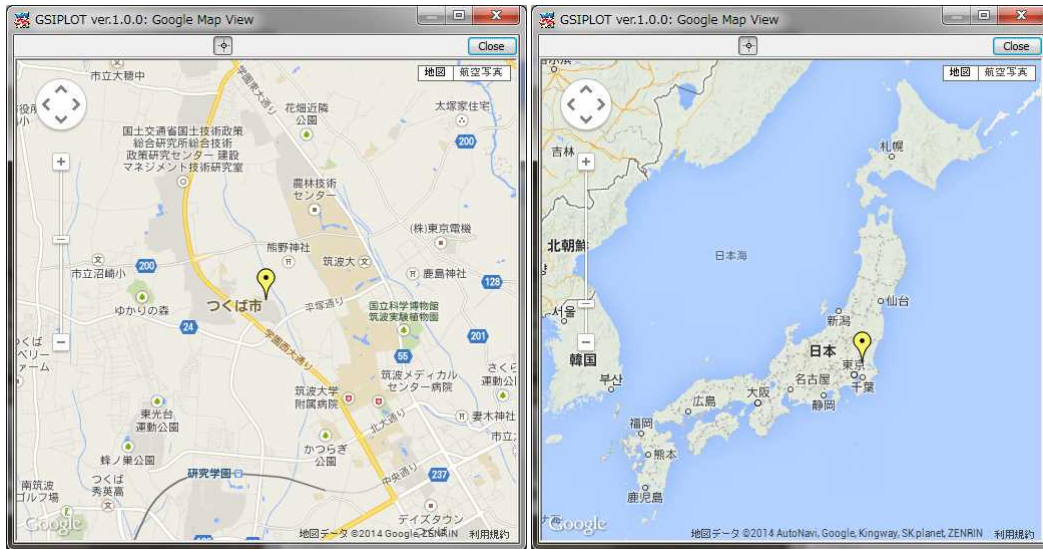 GSIPLOT ver.1.0.0: Google Map View
Close
地図
航空写真
市立大穂中
学園東大通り
花畑近隣
公園
太塚家住宅
200
国土交通省国土技術政策
総合研究所総合技術
政策研究センター 建設
マネジメント技術研究室
農林技術
センター
(株)東京電機
熊野神社
筑波大
鹿島神社
市立沼崎小
200
128
つくば市
平塚通り
国立科学博物館
筑波実験植物園
ゆかりの森
24
学園西大通り
201
55
筑波メディカル
センター病院
さくら
運動公
筑波大学
附属病院
東光台
運動公園
北大通り
妻木神社
市立
かつらぎ
公園
蜂ノ巣公園
研究学園
中央通り
237
つくば
秀英高
南筑波
ゴルフ場
デイズタウン
つくば
Google
地図データ ©2014 Google, ZENRIN
利用規約
GSIPLOT ver.1.0.0: Google Map View
Close
地図
航空写真
吉林
札幌
北朝鮮
日本海
서울
仙台
新潟
韓国
日本
東京
부산
名古屋
千葉
大阪
静岡
広島
福岡
熊本
鹿児島
Google
地図データ ©2014 AutoNavi, Google, Kingway, SK planet, ZENRIN
利用規約